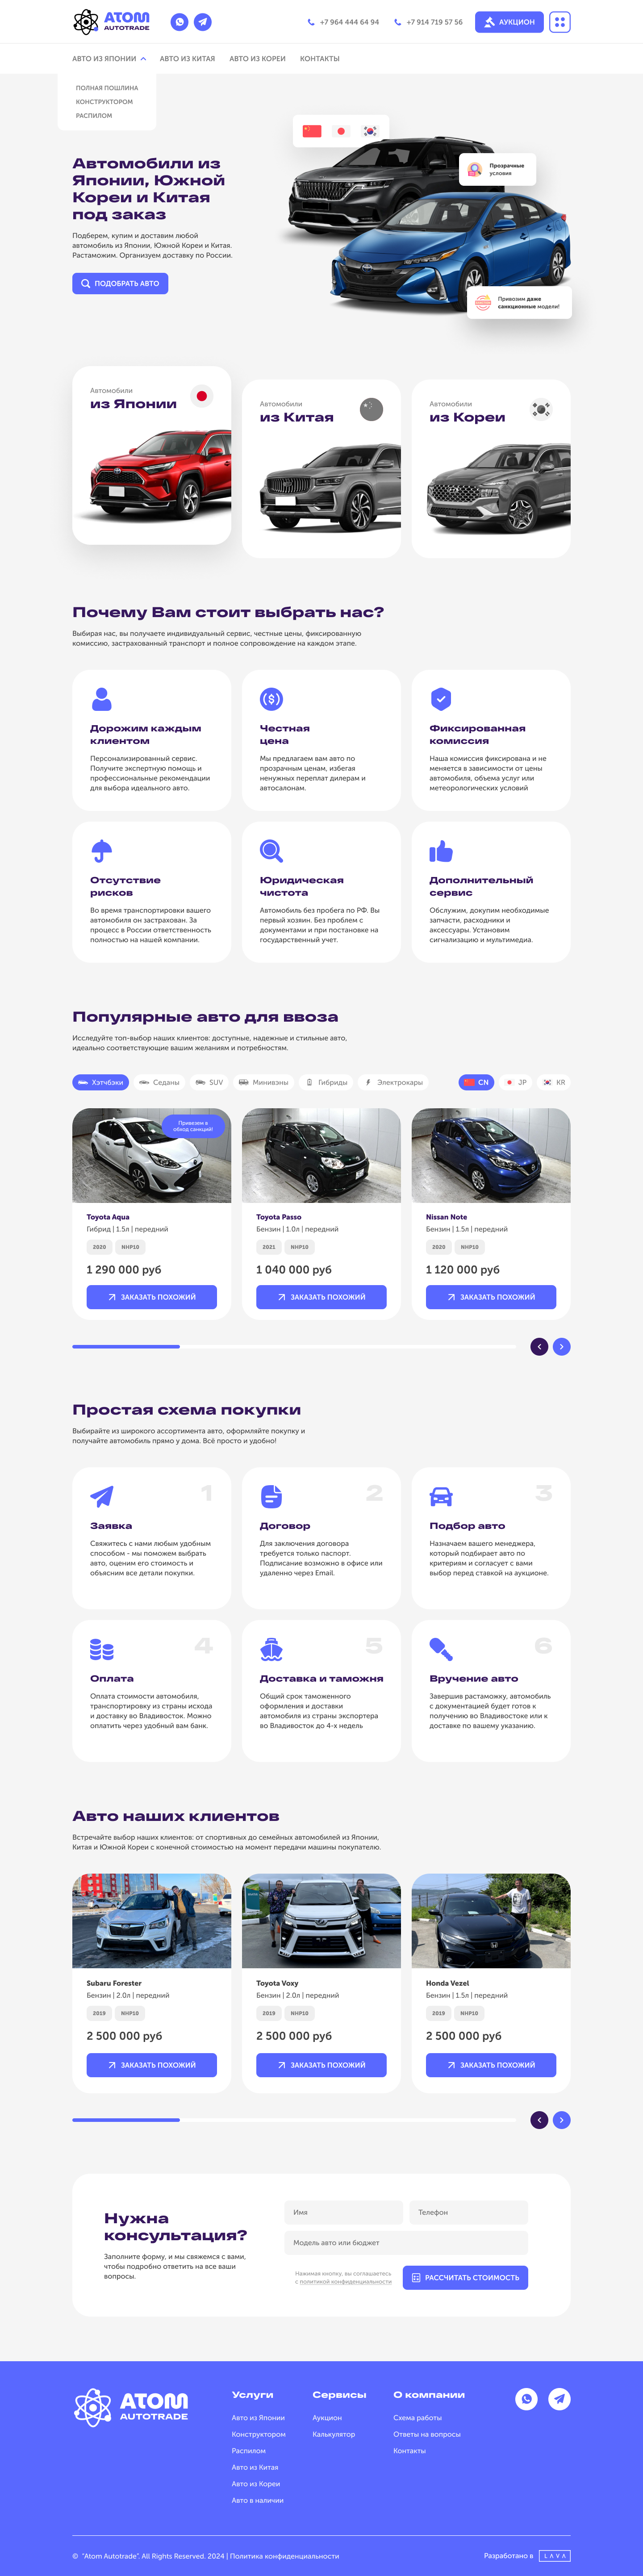 ATOM
AUTOTRADE
+7 964 444 64 94
+7 914 719 57 56
АУКЦИОН
АВТО ИЗ ЯПОНИИ
АВТО ИЗ КИТАЯ
АВТО ИЗ КОРЕИ
КОНТАКТЫ
ПОЛНАЯ ПОШЛИНА
КОНСТРУКТОРОМ
РАСПИЛОМ
Автомобили из
Японии, Южной
Кореи и Китая
под заказ
Подберем, купим и доставим любой
автомобиль из Японии, Южной Кореи и Китая.
Растаможим. Организуем доставку по России.
ПОДОБРАТЬ АВТО
Прозрачные
условия
Привозим даже
санкционные модели!
Автомобили
из Японии
Автомобили
из Китая
Автомобили
из Кореи
Почему Вам стоит выбрать нас?
Выбирая нас, вы получаете индивидуальный сервис, честные цены, фиксированную
комиссию, застрахованный транспорт и полное сопровождение на каждом этапе.
Дорожим каждым
клиентом
Персонализированный сервис.
Получите экспертную помощь и
профессиональные рекомендации
для выбора идеального авто.
Честная
цена
Мы предлагаем вам авто по
прозрачным ценам, избегая
ненужных переплат дилерам и
автосалонам.
Фиксированная
комиссия
Наша комиссия фиксирована и не
меняется в зависимости от цены
автомобиля, объема услуг или
метеорологических условий
Отсутствие
рисков
Во время транспортировки вашего
автомобиля он застрахован. За
процесс в России ответственность
полностью на нашей компании.
Юридическая
чистота
Автомобиль без пробега по РФ. Вы
первый хозяин. Без проблем с
документами и при постановке на
государственный учет.
Дополнительный
сервис
Обслужим, докупим необходимые
запчасти, расходники и
аксессуары. Установим
сигнализацию и мультимедиа.
Популярные авто для ввоза
Исследуйте топ-выбор наших клиентов: доступные, надежные и стильные авто,
идеально соответствующие вашим желаниям и потребностям.
Хэтчбэки
Седаны
SUV
Минивэны
Гибриды
Электрокары
CN
JP
KR
Привезем в
обход санкций!
Toyota Aqua
Гибрид | 1.5л | передний
2020
NHP10
1 290 000 руб
ЗАКАЗАТЬ ПОХОЖИЙ
Toyota Passo
Бензин | 1.0л | передний
2021
NHP10
1 040 000 руб
ЗАКАЗАТЬ ПОХОЖИЙ
Nissan Note
Бензин | 1.5л | передний
2020
NHP10
1 120 000 руб
ЗАКАЗАТЬ ПОХОЖИЙ
Простая схема покупки
Выбирайте из широкого ассортимента авто, оформляйте покупку и
получайте автомобиль прямо у дома. Всё просто и удобно!
1
Заявка
Свяжитесь с нами любым удобным
способом - мы поможем выбрать
авто, оценим его стоимость и
объясним все детали покупки.
2
Договор
Для заключения договора
требуется только паспорт.
Подписание возможно в офисе или
удаленно через Email.
3
Подбор авто
Назначаем вашего менеджера,
который подбирает авто по
критериям и согласует с вами
выбор перед ставкой на аукционе.
4
Оплата
Оплата стоимости автомобиля,
транспортировку из страны исхода
и доставку во Владивосток. Можно
оплатить через удобный вам банк.
5
Доставка и таможня
Общий срок таможенного
оформления и доставки
автомобиля из страны экспортера
во Владивосток до 4-х недель
6
Вручение авто
Завершив растаможку, автомобиль
с документацией будет готов к
получению во Владивостоке или к
доставке по вашему указанию.
Авто наших клиентов
Встречайте выбор наших клиентов: от спортивных до семейных автомобилей из Японии,
Китая и Южной Кореи с конечной стоимостью на момент передачи машины покупателю.
Subaru Forester
Бензин | 2.0л | передний
2019
NHP10
2 500 000 руб
ЗАКАЗАТЬ ПОХОЖИЙ
Toyota Voxy
Бензин | 2.0л | передний
2019
NHP10
2 500 000 руб
ЗАКАЗАТЬ ПОХОЖИЙ
Honda Vezel
Бензин | 1.5л | передний
2019
NHP10
2 500 000 руб
ЗАКАЗАТЬ ПОХОЖИЙ
Нужна
консультация?
Заполните форму, и мы свяжемся с вами,
чтобы подробно ответить на все ваши
вопросы.
Имя
Телефон
Модель авто или бюджет
Нажимая кнопку, вы соглашаетесь
с политикой конфиденциальности
РАССЧИТАТЬ СТОИМОСТЬ
ATOM
AUTOTRADE
Услуги
Авто из Японии
Конструктором
Распилом
Авто из Китая
Авто из Кореи
Авто в наличии
Сервисы
Аукцион
Калькулятор
О компании
Схема работы
Ответы на вопросы
Контакты
© "Atom Autotrade". All Rights Reserved. 2024 | Политика конфиденциальности
Разработано в